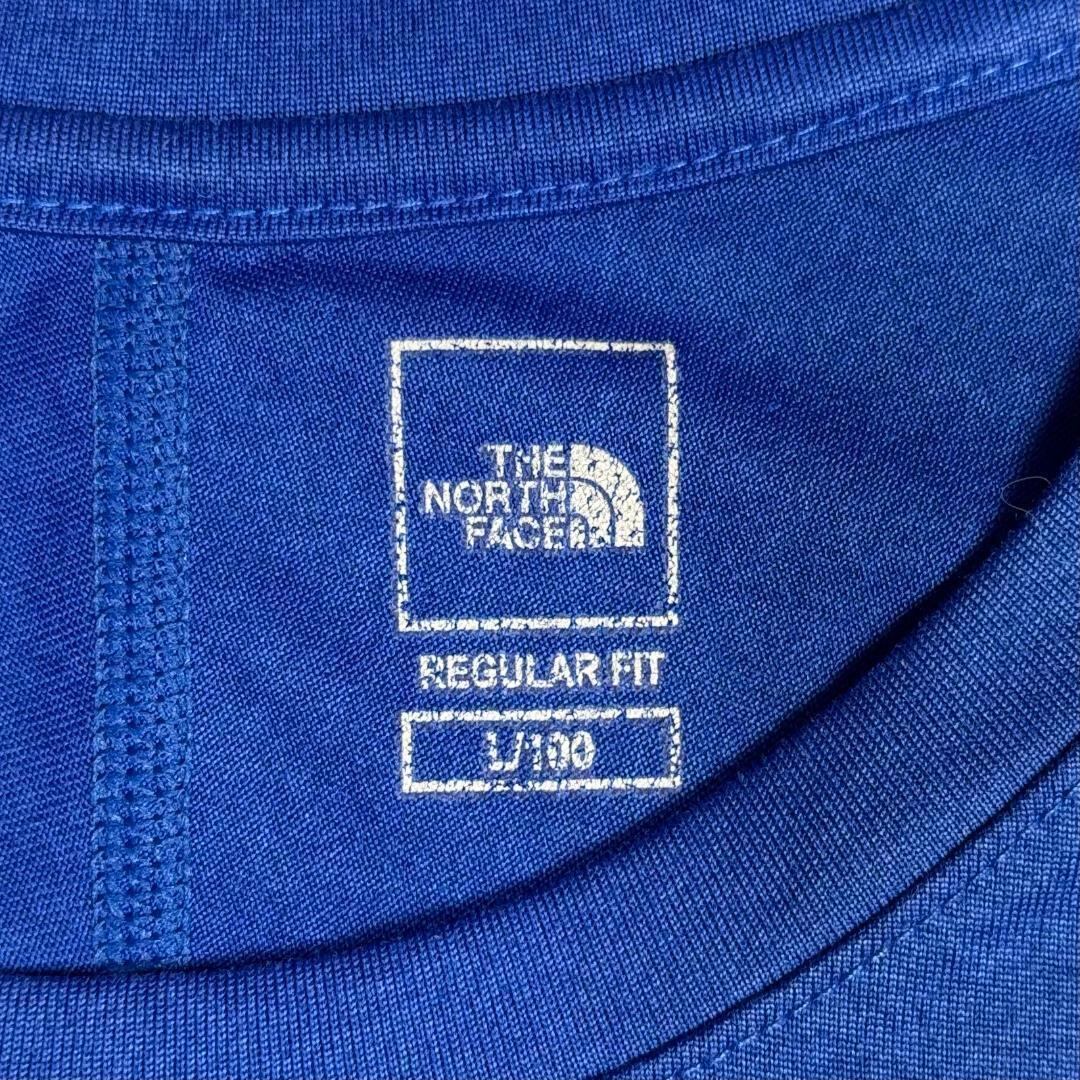 THE
NORTH
FACE
REGULAR FIT
L/100